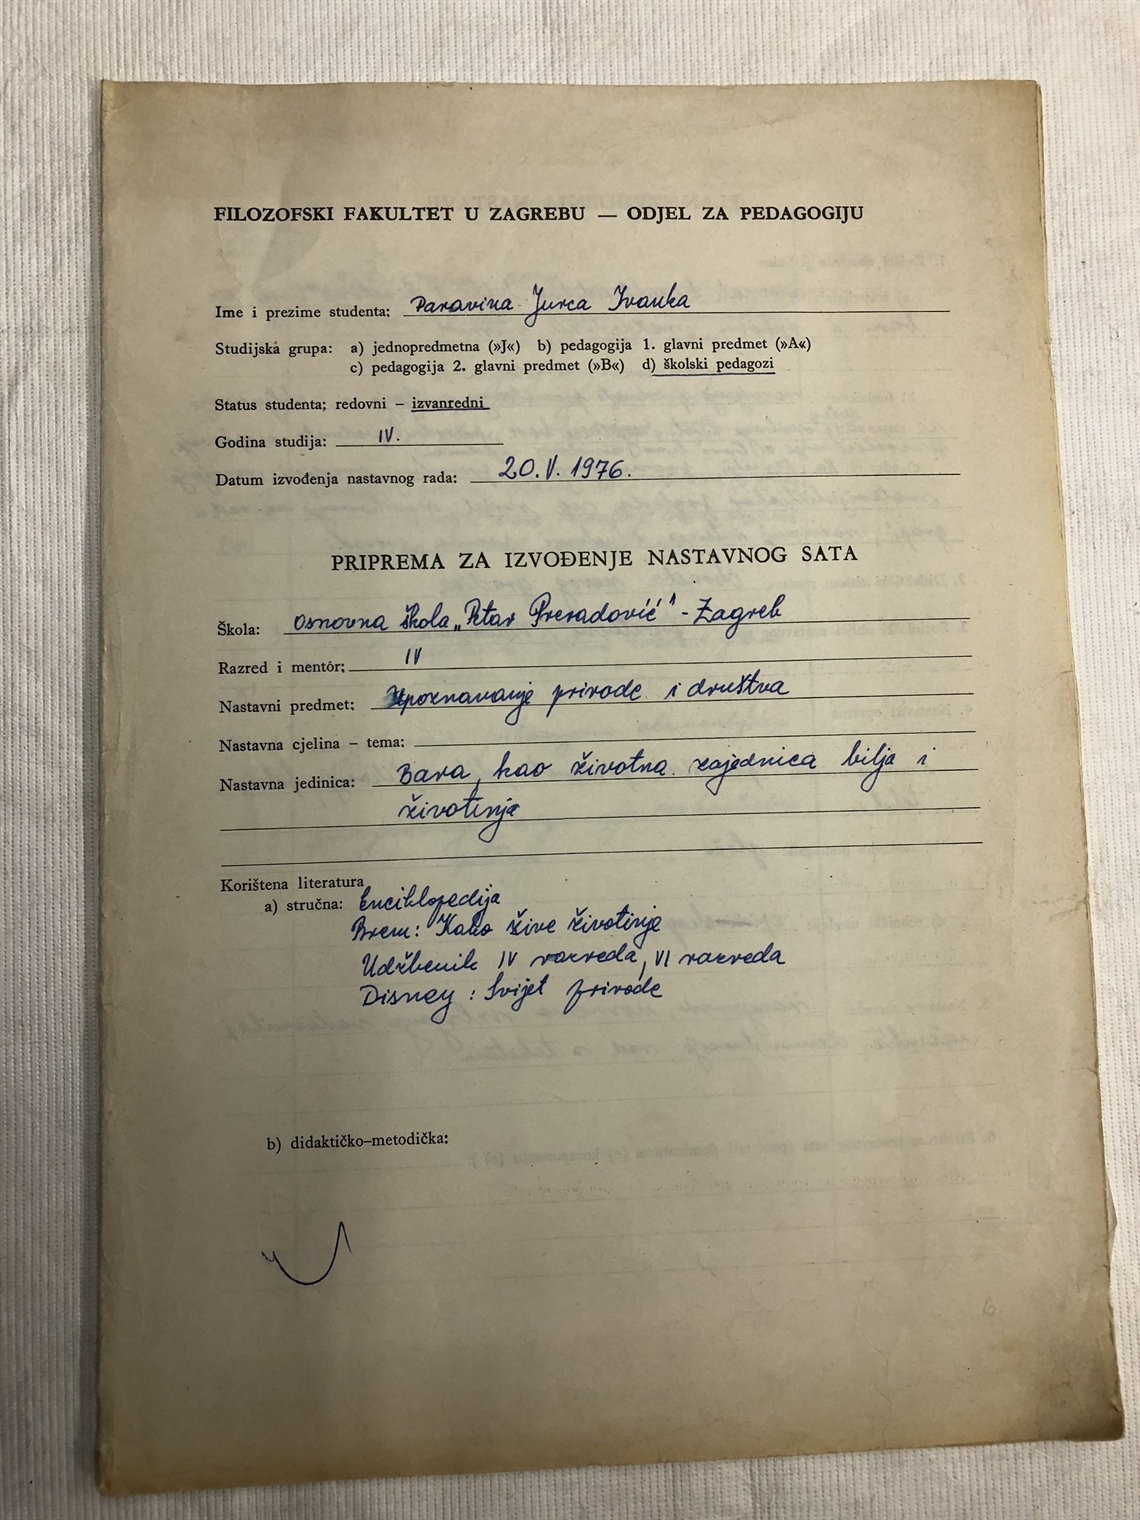 FILOZOFSKI FAKULTET U ZAGREBU — ODJEL ZA PEDAGOGIJU
Ime i prezime studenta: Paravina Jurca Ivanka
Studijska grupa: a) jednopredmetna (»J«) b) pedagogija 1. glavni predmet (»A«)
c) pedagogija 2. glavni predmet (»B«) d) školski pedagozi
Status studenta; redovni – izvanredni
Godina studija: IV.
Datum izvođenja nastavnog rada: 20. V. 1976.
PRIPREMA ZA IZVOĐENJE NASTAVNOG SATA
Škola: Osnovna škola „Petar Preradović" - Zagreb
Razred i mentor: IV
Nastavni predmet: Upoznavanje prirode i društva
Nastavna cjelina – tema:
Nastavna jedinica: Bara, kao životna zajednica bilja i
životinja
Korištena literatura
a) stručna: Enciklopedija
Brem: Kako žive životinje
Udžbenik IV razreda, VI razreda
Disney: Svijet prirode
b) didaktičko–metodička: